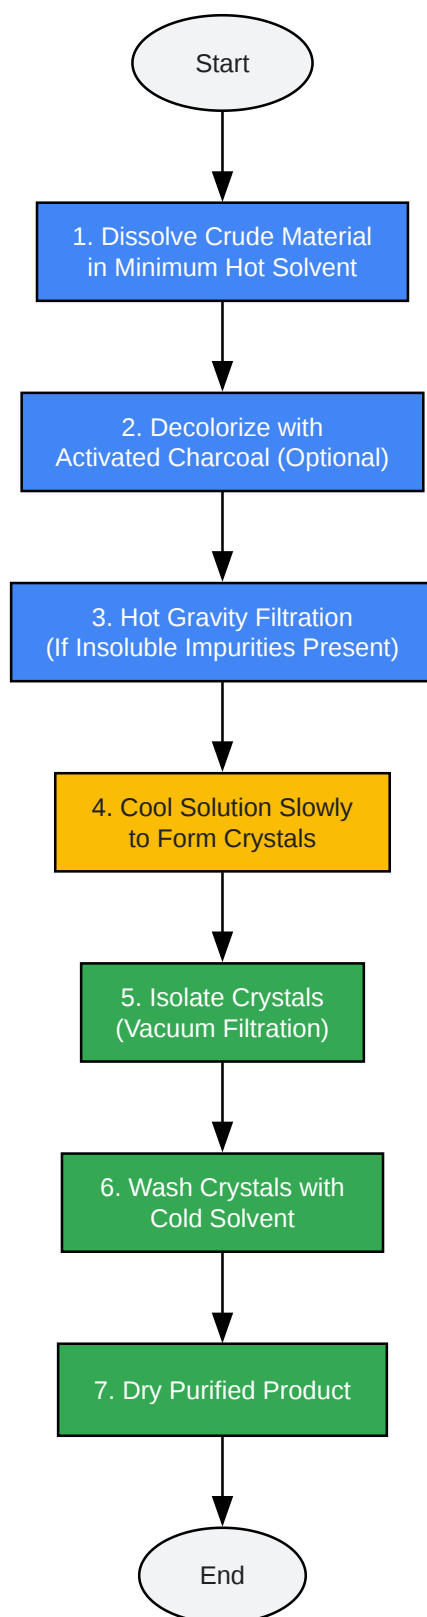 Start
1. Dissolve Crude Material
in Minimum Hot Solvent
2. Decolorize with
Activated Charcoal (Optional)
3. Hot Gravity Filtration
(If Insoluble Impurities Present)
4. Cool Solution Slowly
to Form Crystals
5. Isolate Crystals
(Vacuum Filtration)
6. Wash Crystals with
Cold Solvent
7. Dry Purified Product
End